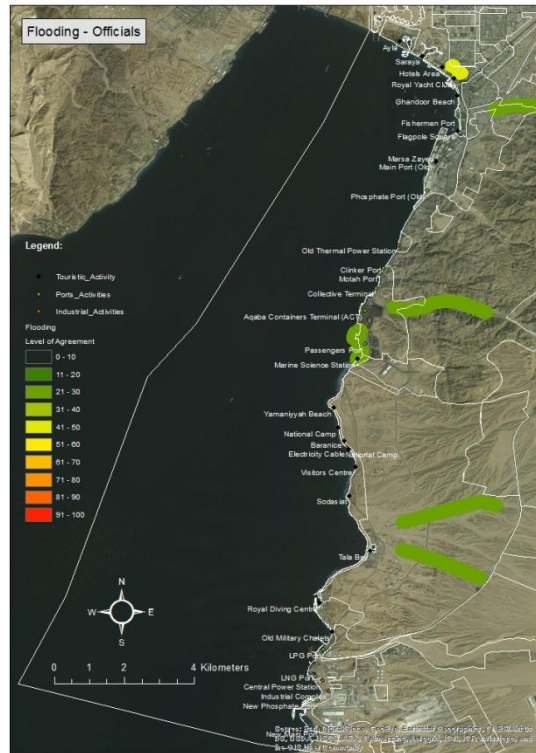 Flooding - Officials
Ayla
Saraya
Hotels Area
Royal Yacht Club
Ghandoor Beach
Fishermen Port
Flagpole Square
Marsa Zayed
Main Port (Old)
Phosphate Port (Old)
Old Thermal Power Station
Clinker Port
Motah Port
Collective Terminal
Aqaba Containers Terminal (ACT)
Passengers Port
Marine Science Station
Yamaniyyah Beach
National Camp
Baranice
Electricity Cable
National Camp
Visitors Centre
Sodasiat
Tala Bay
Royal Diving Centre
Old Military Chalets
LPG Port
LNG Port
Central Power Station
Industrial Complex
New Phosphate Port
Legend:
Touristic_Activity
Ports_Activities
Industrial_Activities
Flooding
Level of Agreement
0 - 10
11 - 20
21 - 30
31 - 40
41 - 50
51 - 60
61 - 70
71 - 80
81 - 90
91 - 100
N
W
E
S
0 2 4 Kilometers